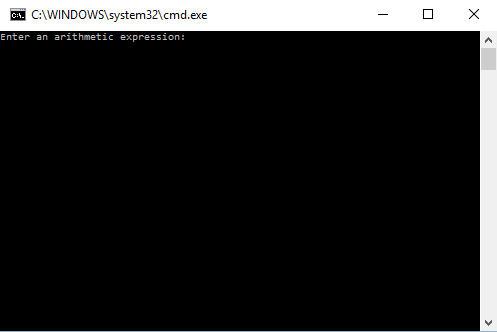 C:\WINDOWS\system32\cmd.exe
Enter an arithmetic expression: